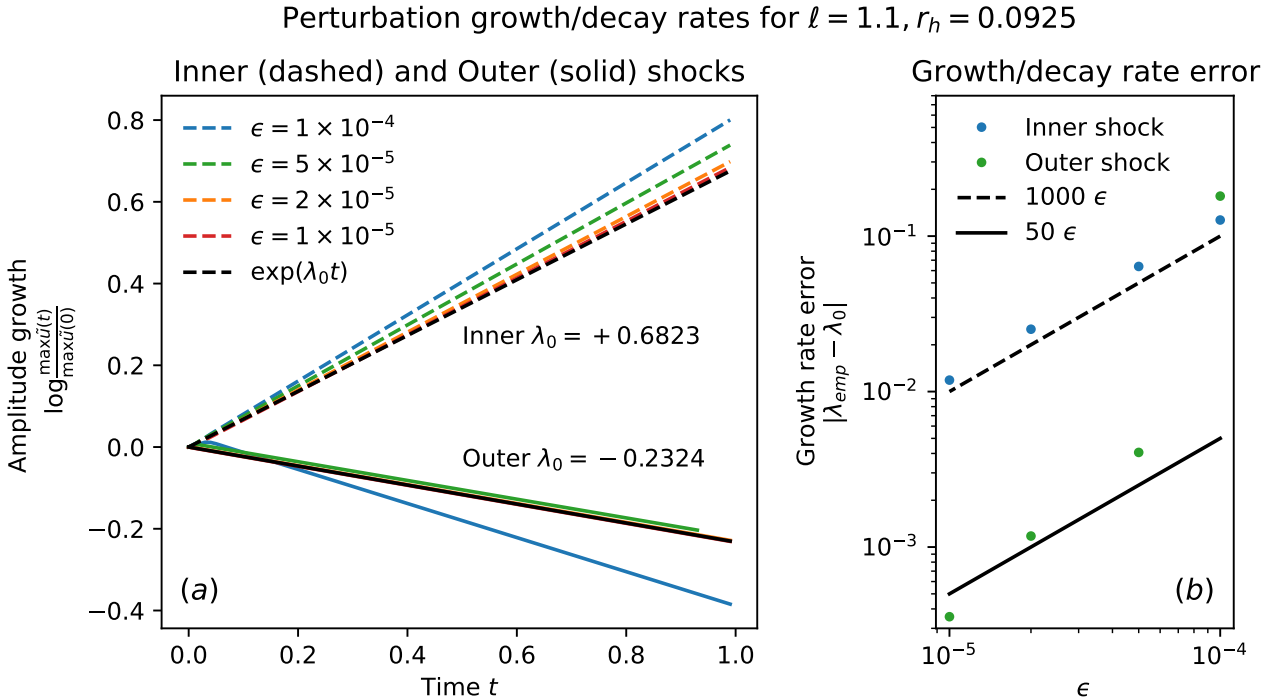 Perturbation growth/decay rates for ℓ = 1.1, r_h = 0.0925
Inner (dashed) and Outer (solid) shocks
Amplitude growth
log max ũ(t) / max ũ(0)
0.8
0.6
0.4
0.2
0.0
−0.2
−0.4
ϵ = 1 × 10⁻⁴
ϵ = 5 × 10⁻⁵
ϵ = 2 × 10⁻⁵
ϵ = 1 × 10⁻⁵
exp(λ₀t)
Inner λ₀ = +0.6823
Outer λ₀ = −0.2324
(a)
0.0 0.2 0.4 0.6 0.8 1.0
Time t
Growth/decay rate error
Growth rate error
|λ_emp − λ₀|
10⁻¹
10⁻²
10⁻³
Inner shock
Outer shock
1000 ϵ
50 ϵ
(b)
10⁻⁵ 10⁻⁴
ϵ